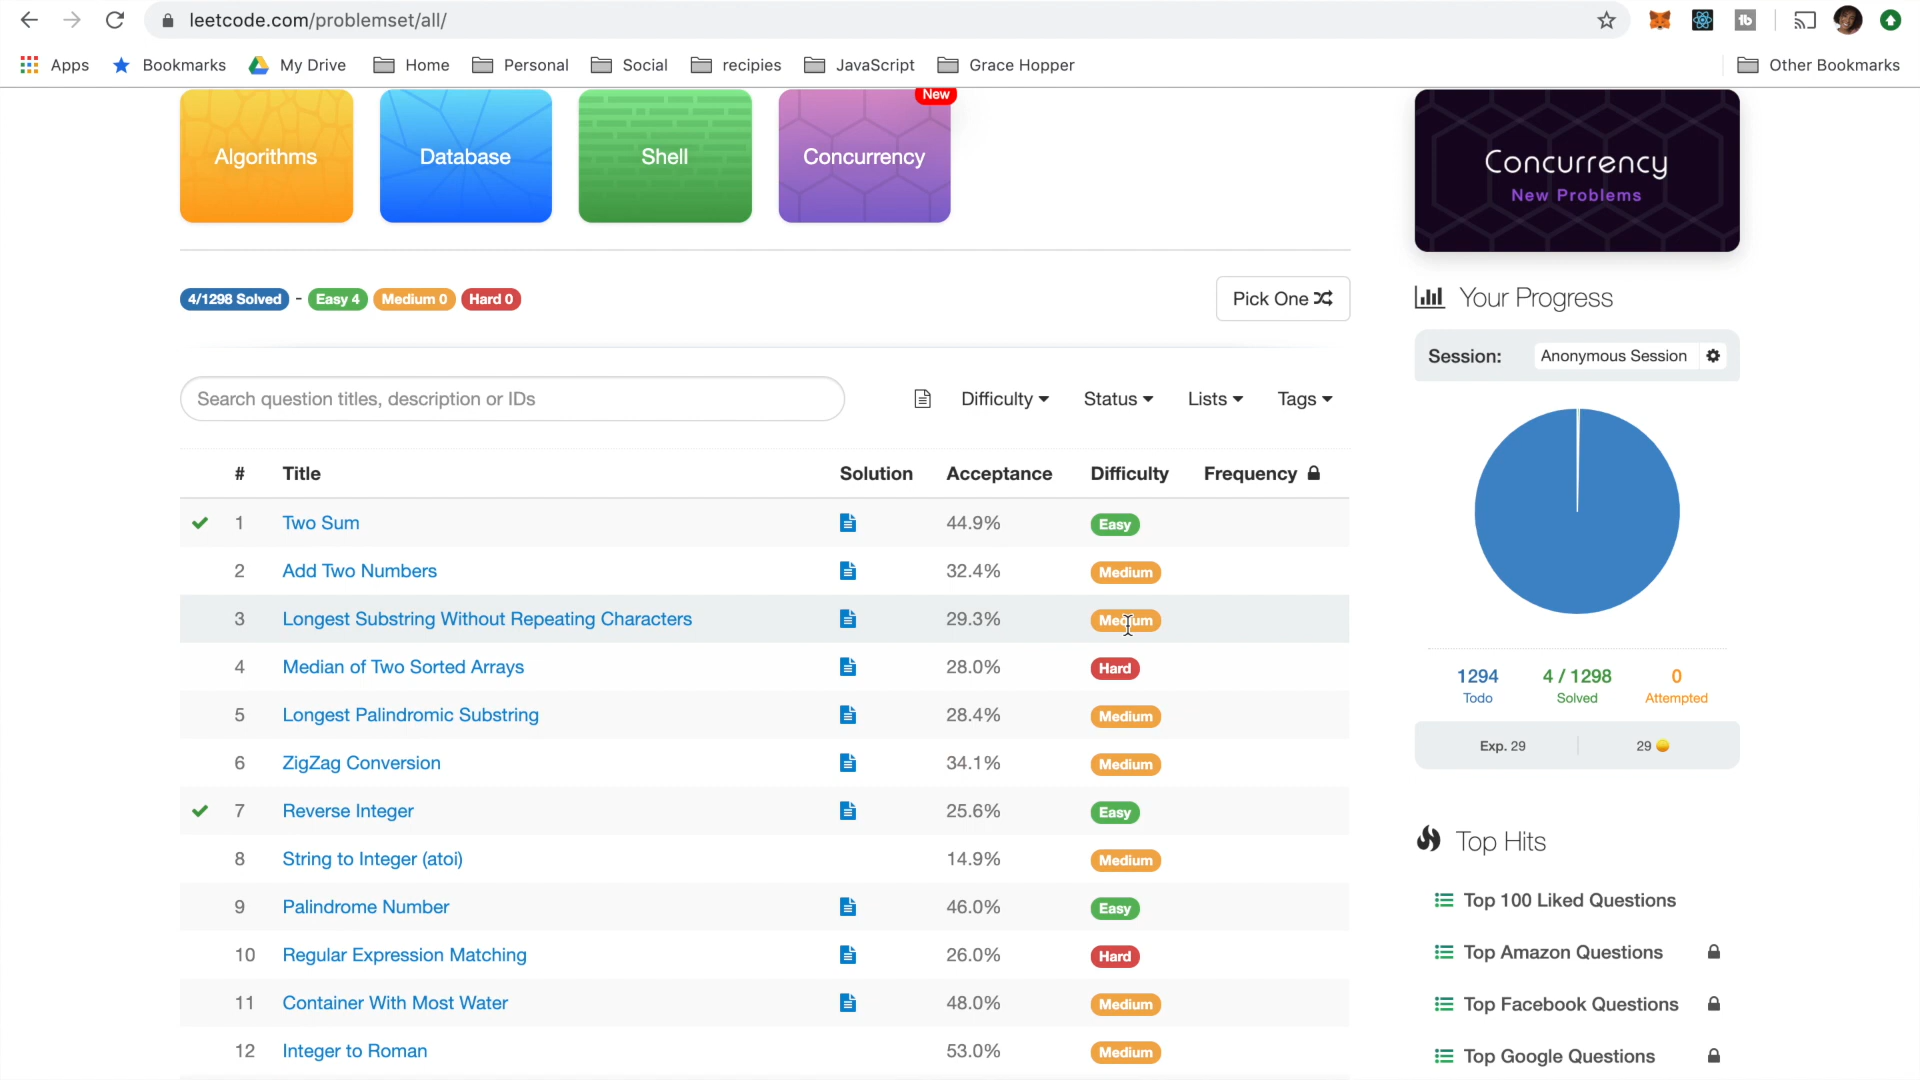 leetcode.com/problemset/all/
Apps Bookmarks My Drive Home Personal Social recipies JavaScript Grace Hopper Other Bookmarks
Algorithms
Database
Shell
New
Concurrency
Concurrency
New Problems
4/1298 Solved - Easy 4 Medium 0 Hard 0
Pick One
Search question titles, description or IDs
Difficulty Status Lists Tags
# Title Solution Acceptance Difficulty Frequency
1 Two Sum 44.9% Easy
2 Add Two Numbers 32.4% Medium
3 Longest Substring Without Repeating Characters 29.3% Medium
4 Median of Two Sorted Arrays 28.0% Hard
5 Longest Palindromic Substring 28.4% Medium
6 ZigZag Conversion 34.1% Medium
7 Reverse Integer 25.6% Easy
8 String to Integer (atoi) 14.9% Medium
9 Palindrome Number 46.0% Easy
10 Regular Expression Matching 26.0% Hard
11 Container With Most Water 48.0% Medium
12 Integer to Roman 53.0% Medium
Your Progress
Session: Anonymous Session
1294 4 / 1298 0
Todo Solved Attempted
Exp. 29 29
Top Hits
Top 100 Liked Questions
Top Amazon Questions
Top Facebook Questions
Top Google Questions